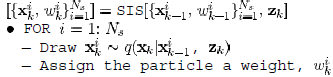 [{x_k^i, w_k^i}_{i=1}^{N_s}] = SIS[{x_{k-1}^i, w_{k-1}^i}_{i=1}^{N_s}, z_k]
• FOR i = 1: N_s
– Draw x_k^i ∼ q(x_k|x_{k-1}^i, z_k)
– Assign the particle a weight, w_k^i